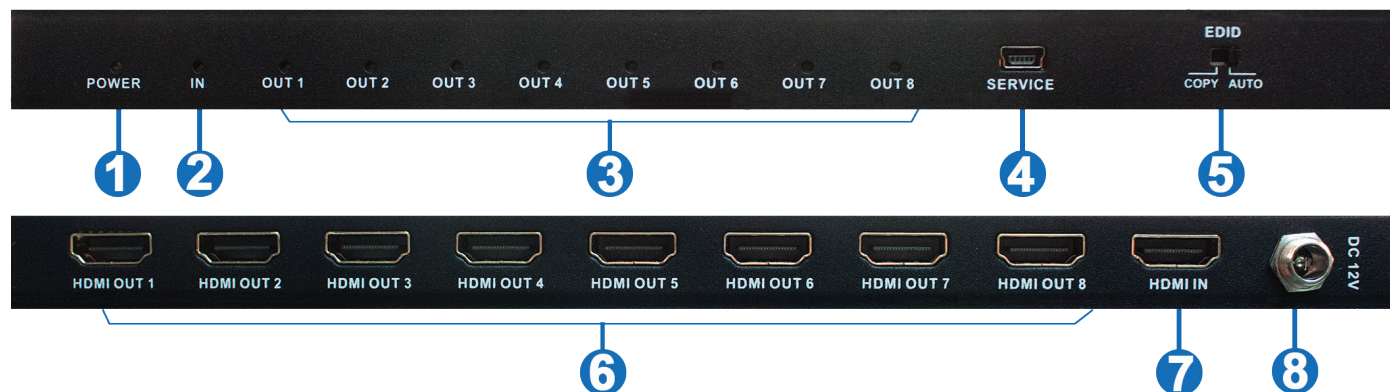 EDID
POWER IN OUT 1 OUT 2 OUT 3 OUT 4 OUT 5 OUT 6 OUT 7 OUT 8 SERVICE COPY AUTO
1 2 3 4 5
HDMI OUT 1 HDMI OUT 2 HDMI OUT 3 HDMI OUT 4 HDMI OUT 5 HDMI OUT 6 HDMI OUT 7 HDMI OUT 8 HDMI IN DC 12V
6 7 8